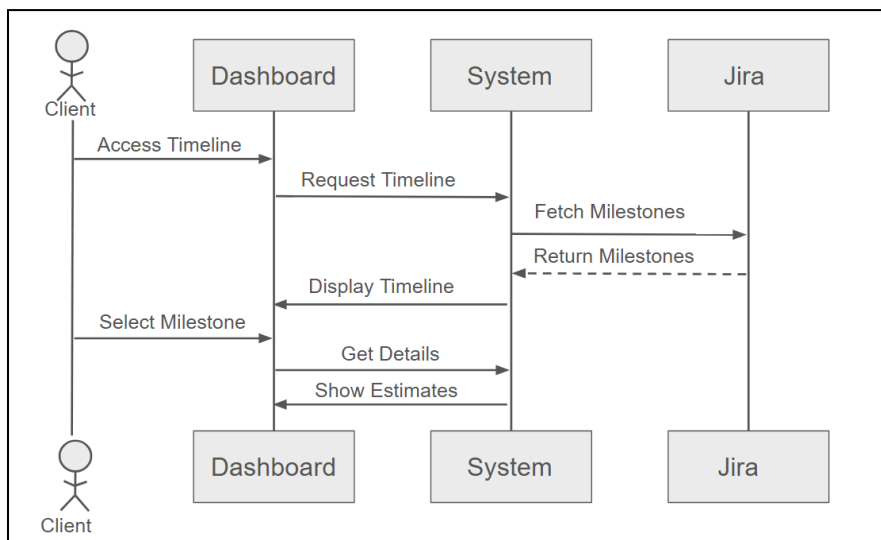 Client
Dashboard
System
Jira
Access Timeline
Request Timeline
Fetch Milestones
Return Milestones
Display Timeline
Select Milestone
Get Details
Show Estimates
Client
Dashboard
System
Jira